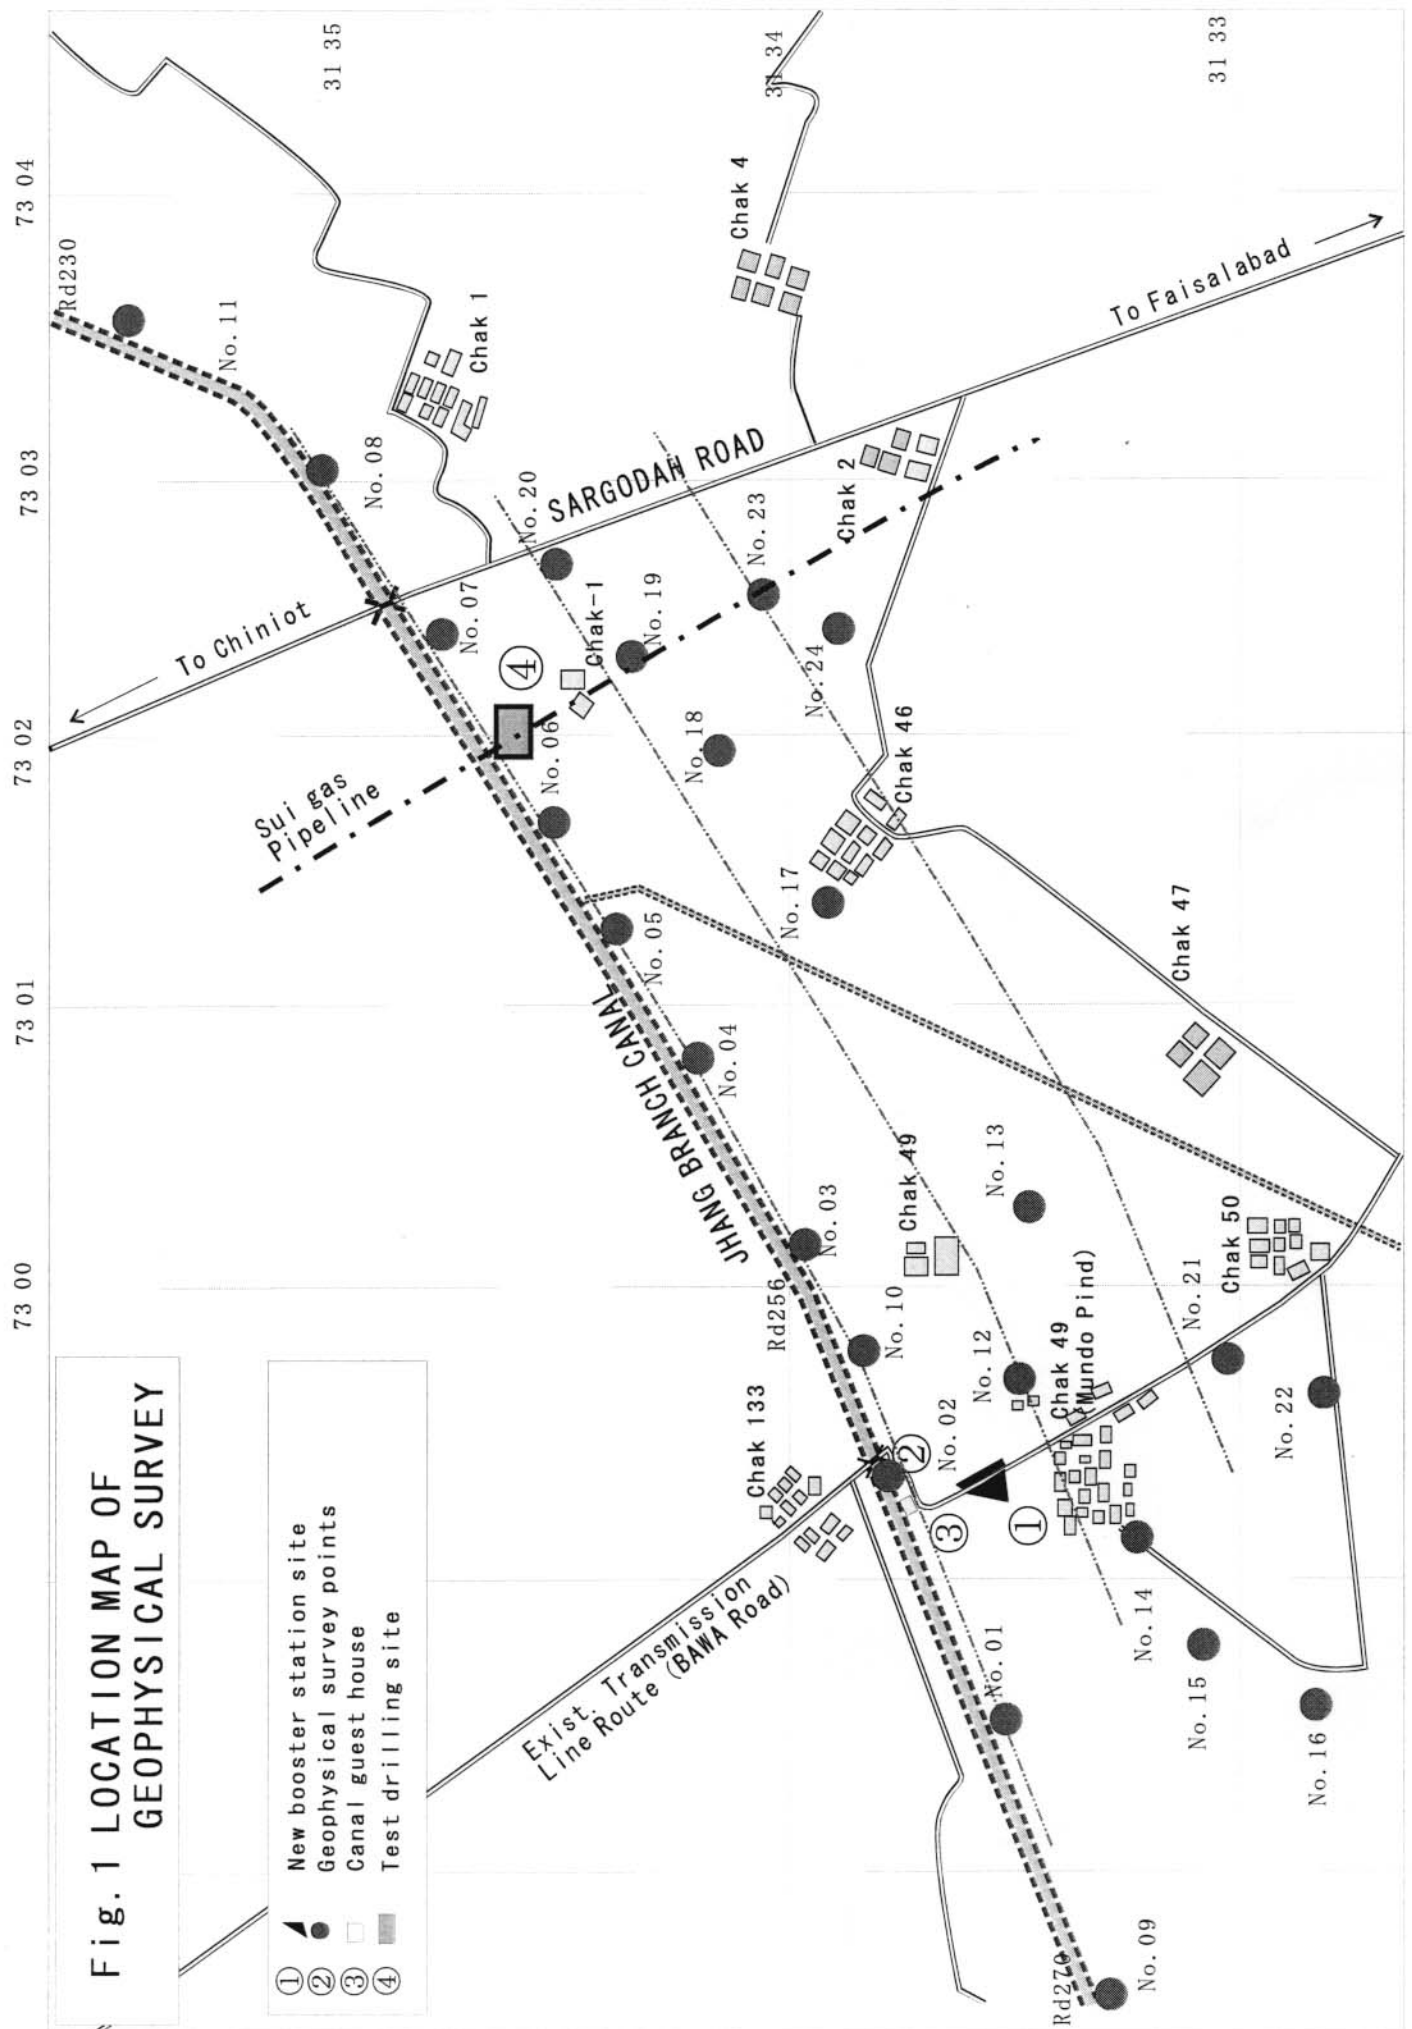 Fig. 1 LOCATION MAP OF
GEOPHYSICAL SURVEY
① New booster station site
② Geophysical survey points
③ Canal guest house
④ Test drilling site
73 00
73 01
73 02
73 03
73 04
31 35
31 34
31 33
Rd230
No. 11
No. 08
Chak 1
Chak 4
To Chiniot
To Faisalabad
SARGODAH ROAD
No. 07
No. 20
④
Chak-1
No. 19
No. 23
Chak 2
No. 24
Sui gas
Pipeline
No. 06
No. 18
Chak 46
No. 05
No. 17
JHANG BRANCH CANAL
No. 04
Chak 47
No. 03
Chak 49
No. 13
Rd256
No. 10
No. 12
Chak 49
(Mundo Pind)
No. 21
Chak 50
Chak 133
②
No. 02
③
①
No. 22
Exist. Transmission
Line Route (BAWA Road)
No. 01
No. 14
No. 15
No. 16
Rd270
No. 09